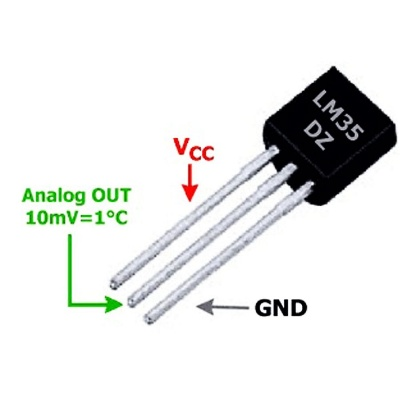 LM35
DZ
VCC
Analog OUT
10mV=1°C
GND